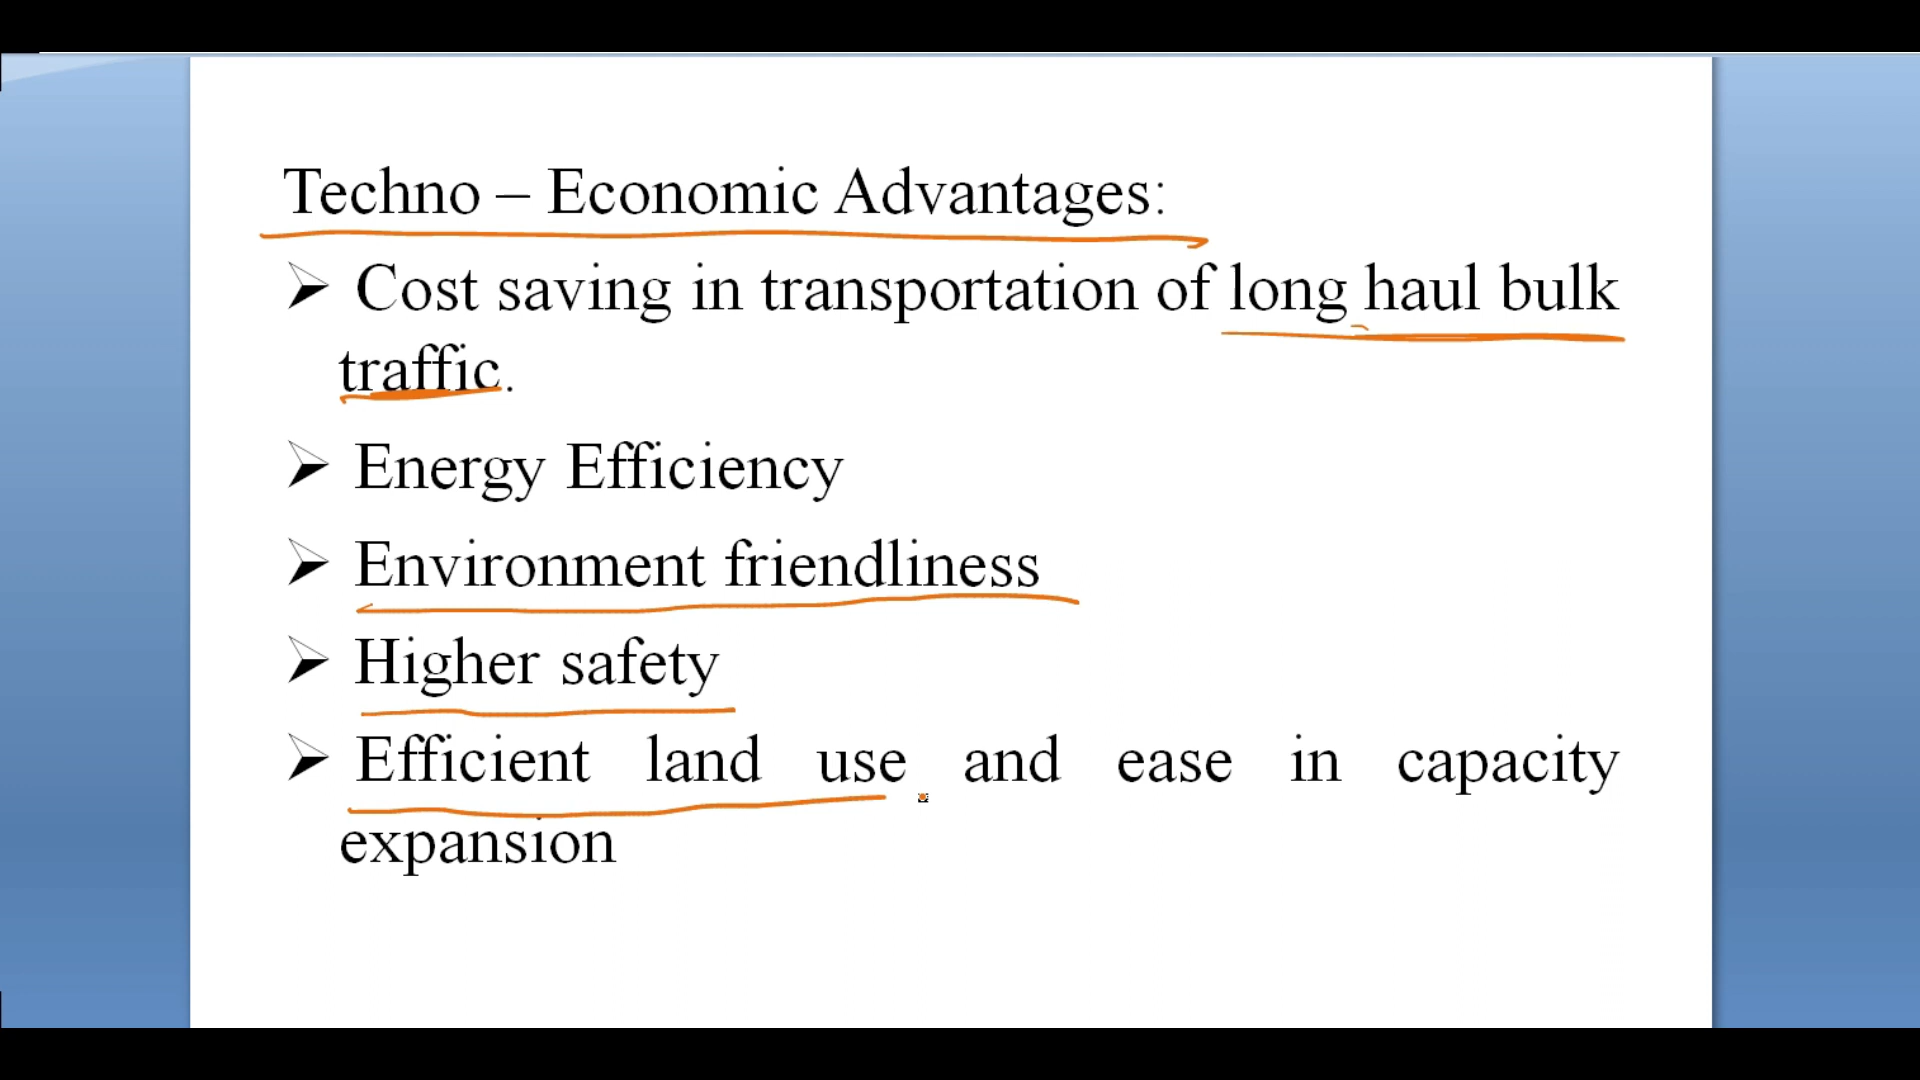 Techno – Economic Advantages:
➢ Cost saving in transportation of long haul bulk
traffic.
➢ Energy Efficiency
➢ Environment friendliness
➢ Higher safety
➢ Efficient land use and ease in capacity
expansion